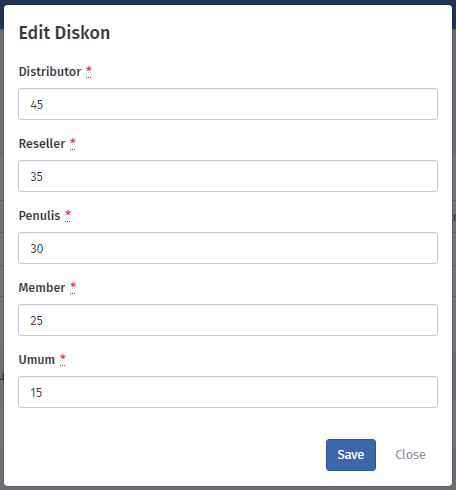 Edit Diskon
Distributor *
45
Reseller *
35
Penulis *
30
Member *
25
Umum *
15
Save Close